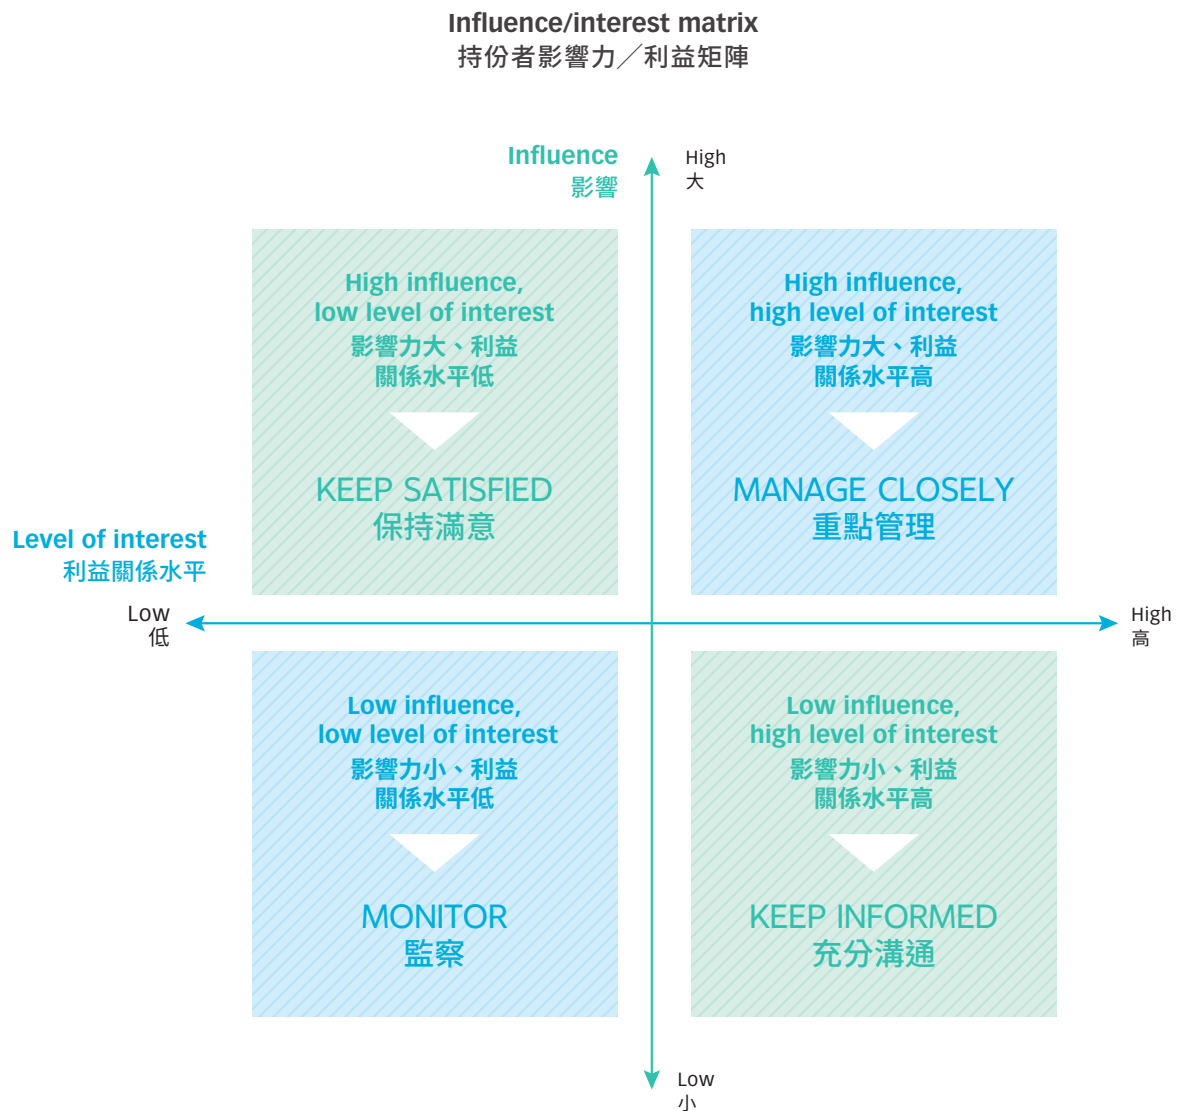 Influence/interest matrix
持份者影響力／利益矩陣
Influence
影響
High
大
High influence,
low level of interest
影響力大、利益
關係水平低
KEEP SATISFIED
保持滿意
High influence,
high level of interest
影響力大、利益
關係水平高
MANAGE CLOSELY
重點管理
Level of interest
利益關係水平
Low
低
High
高
Low influence,
low level of interest
影響力小、利益
關係水平低
MONITOR
監察
Low influence,
high level of interest
影響力小、利益
關係水平高
KEEP INFORMED
充分溝通
Low
小